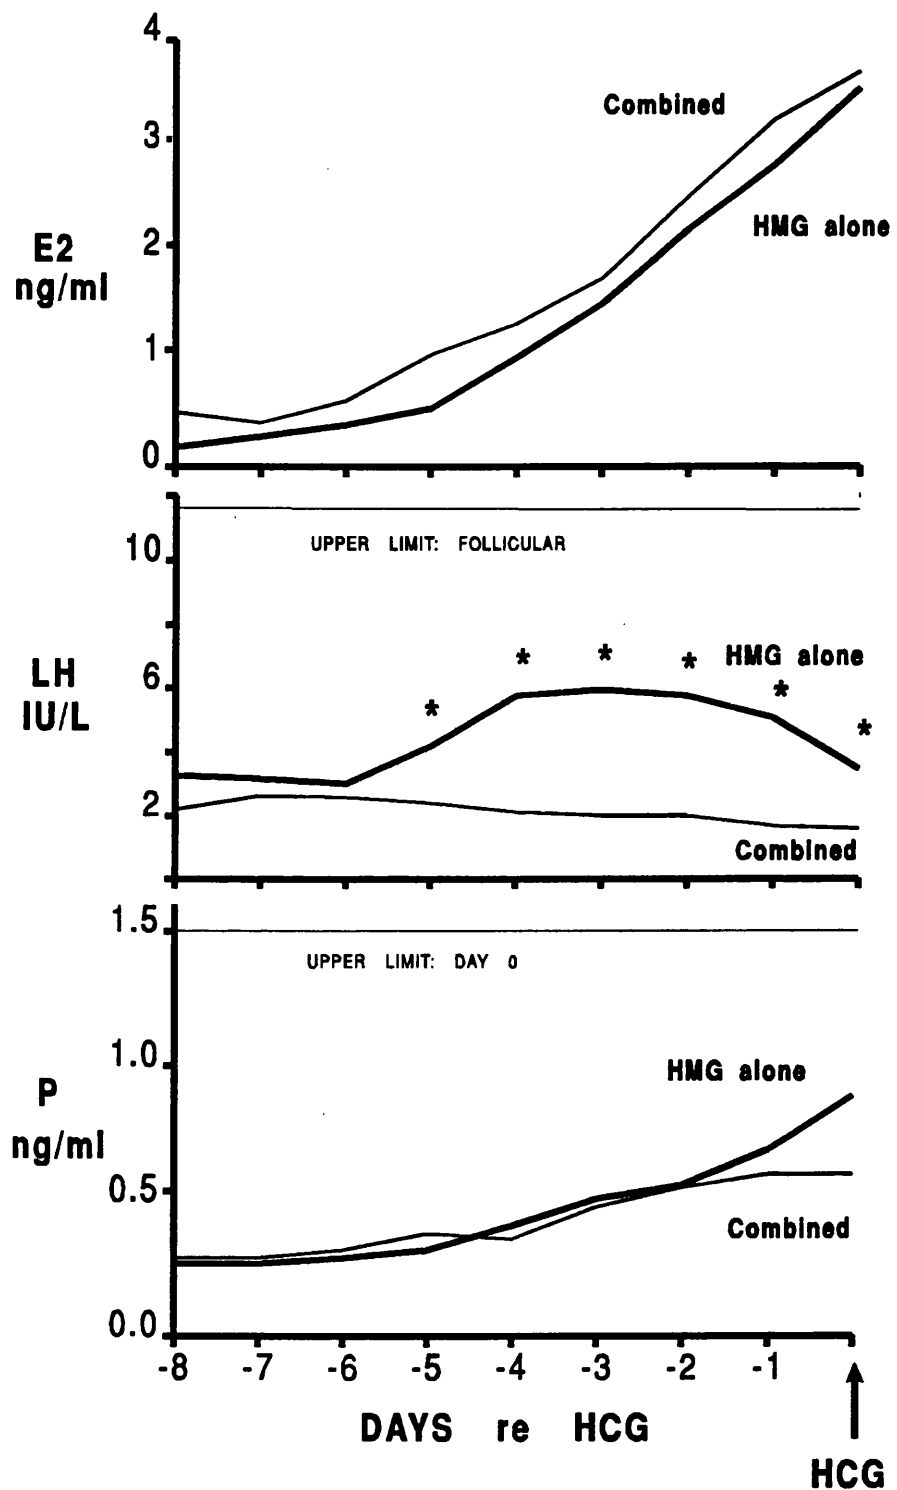 4
Combined
3
HMG alone
E2
2
ng/ml
1
0
UPPER LIMIT: FOLLICULAR
10
*
*
*
HMG alone
LH
6
*
IU/L
*
*
2
Combined
1.5
UPPER LIMIT: DAY 0
1.0
HMG alone
P
ng/ml
0.5
Combined
0.0
-8 -7 -6 -5 -4 -3 -2 -1
DAYS re HCG
HCG